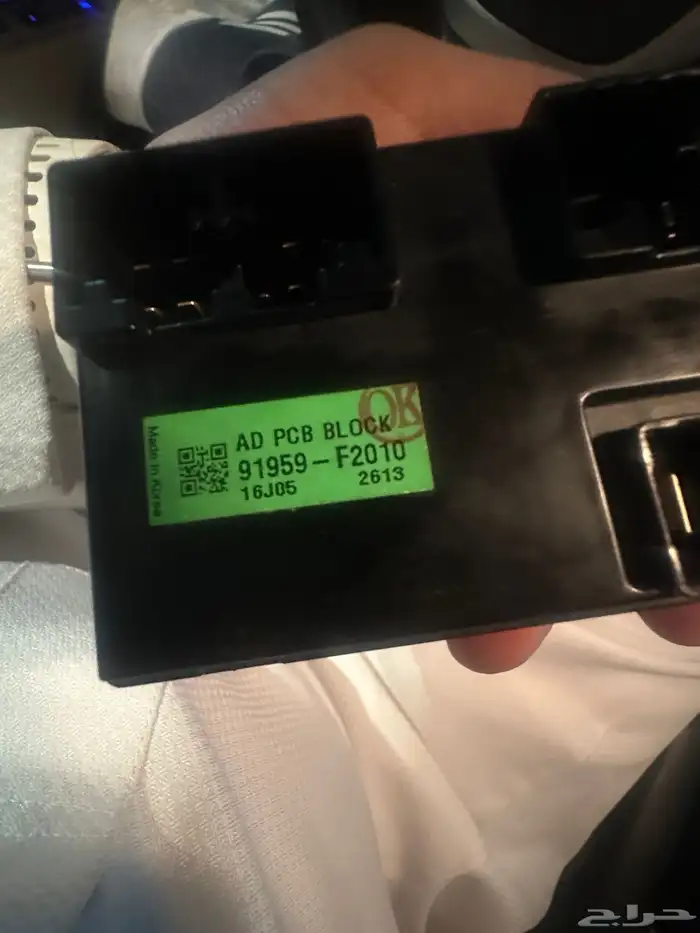 Made in Korea
OK
AD PCB BLOCK
91959-F2010
16J05 2613
حراج